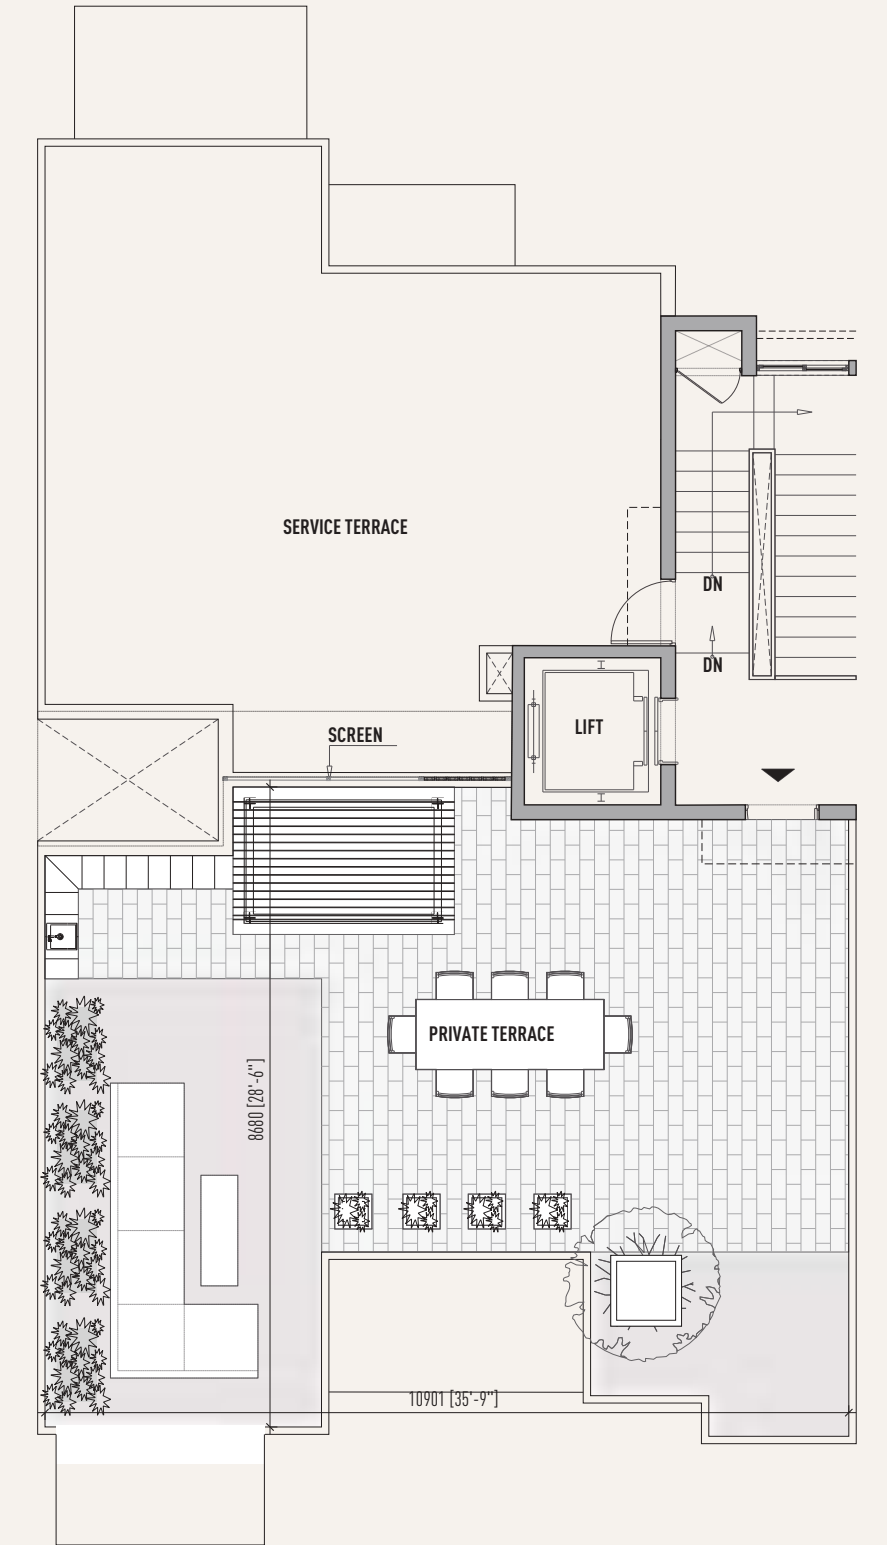 SERVICE TERRACE
DN
DN
LIFT
SCREEN
PRIVATE TERRACE
8680 [28'-6"]
10901 [35'-9"]